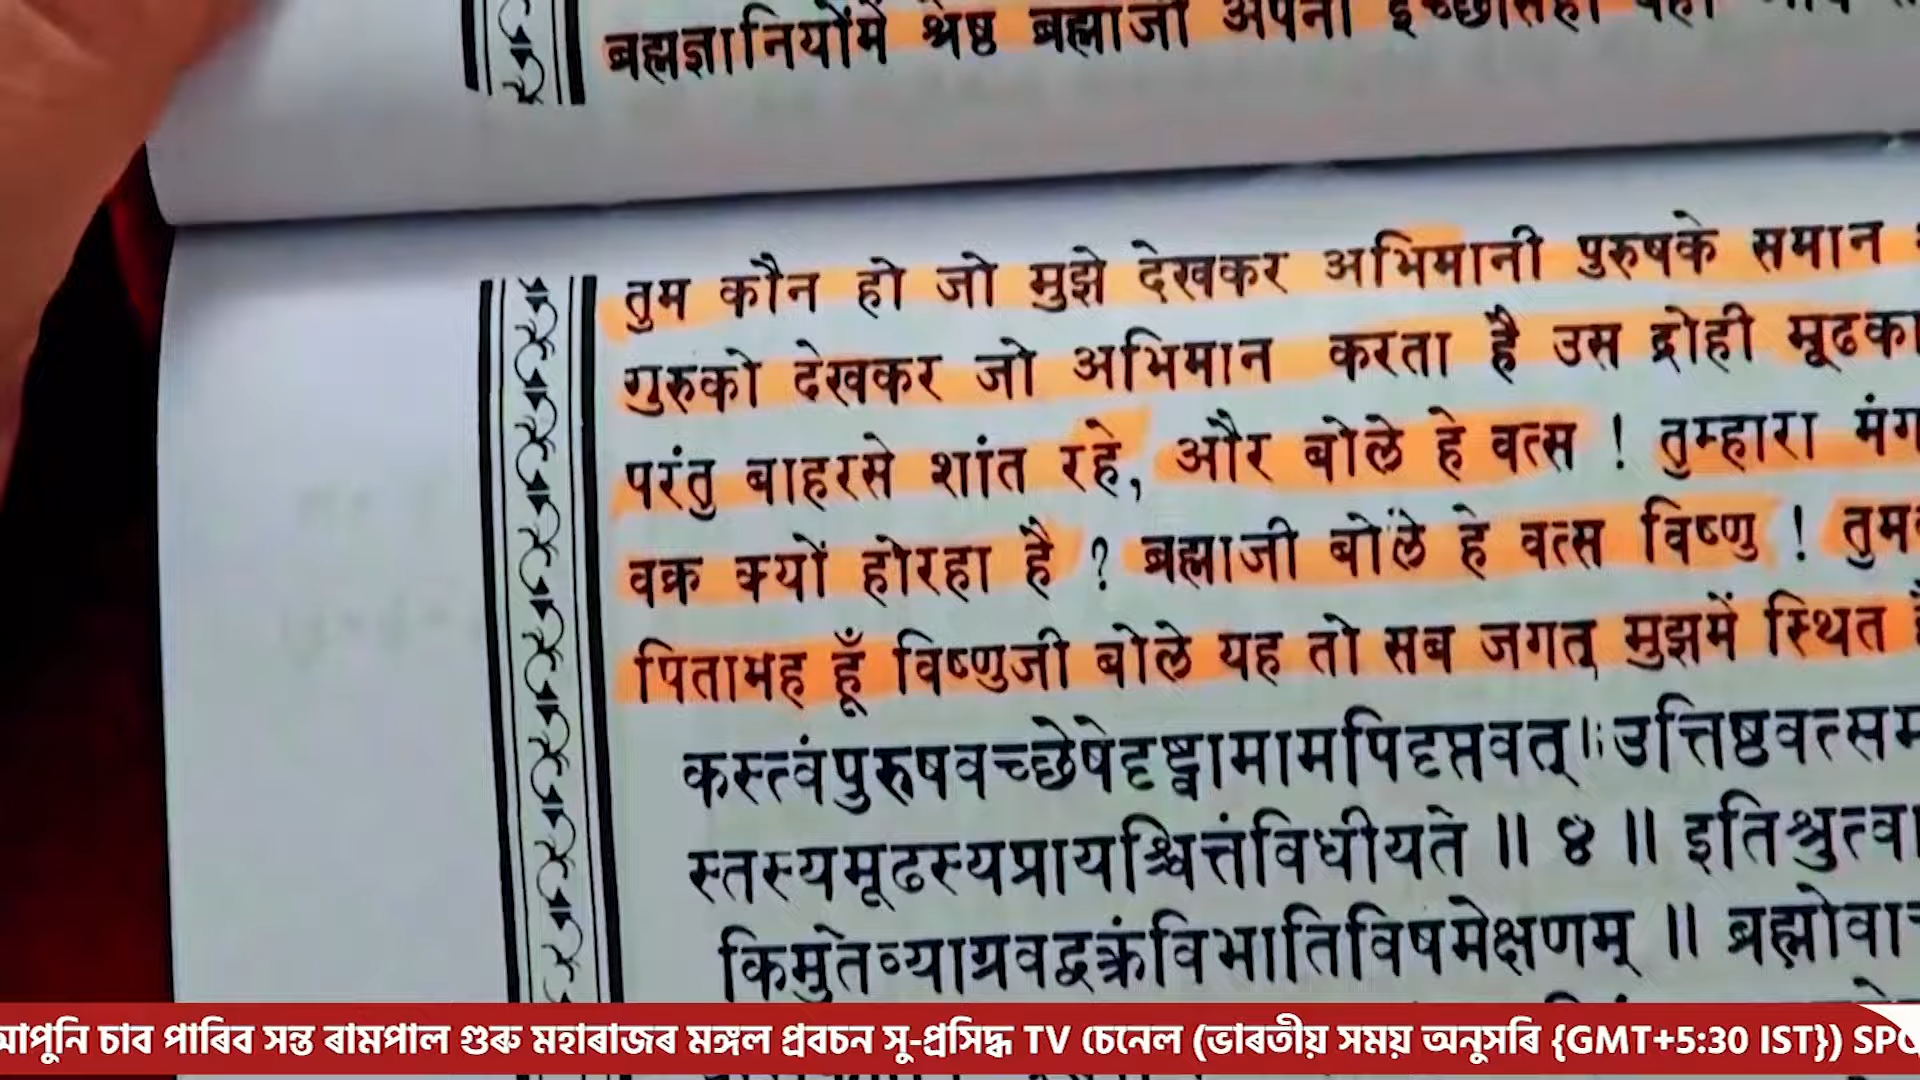 ब्रह्मज्ञानियोंमें श्रेष्ठ ब्रह्माजी अपनी
तुम कौन हो जो मुझे देखकर अभिमानी पुरुषके समान
गुरुको देखकर जो अभिमान करता है उस द्रोही मूढका
परंतु बाहरसे शांत रहे, और बोले हे वत्स ! तुम्हारा
वक्र क्यों होरहा है ? ब्रह्माजी बोंले हे वत्स विष्णु !
पितामह हूँ विष्णुजी बोले यह तो सब जगत् मुझमें स्थित
कस्त्वंपुरुषवच्छेषेदृष्ट्वामामपिदृप्तवत्॥उत्तिष्ठवत्सम
स्तस्यमूढस्यप्रायश्चित्तंविधीयते ॥ ४ ॥ इतिश्रुत्वा
किमुतेव्याग्रवद्वक्रंविभातिविषमेक्षणम् ॥ ब्रह्मोवा
আপুনি চাব পাৰিব সন্ত ৰামপাল গুৰু মহাৰাজৰ মঙ্গল প্ৰবচন সু-প্ৰসিদ্ধ TV চেনেল (ভাৰতীয় সময় অনুসৰি {GMT+5:30 IST})